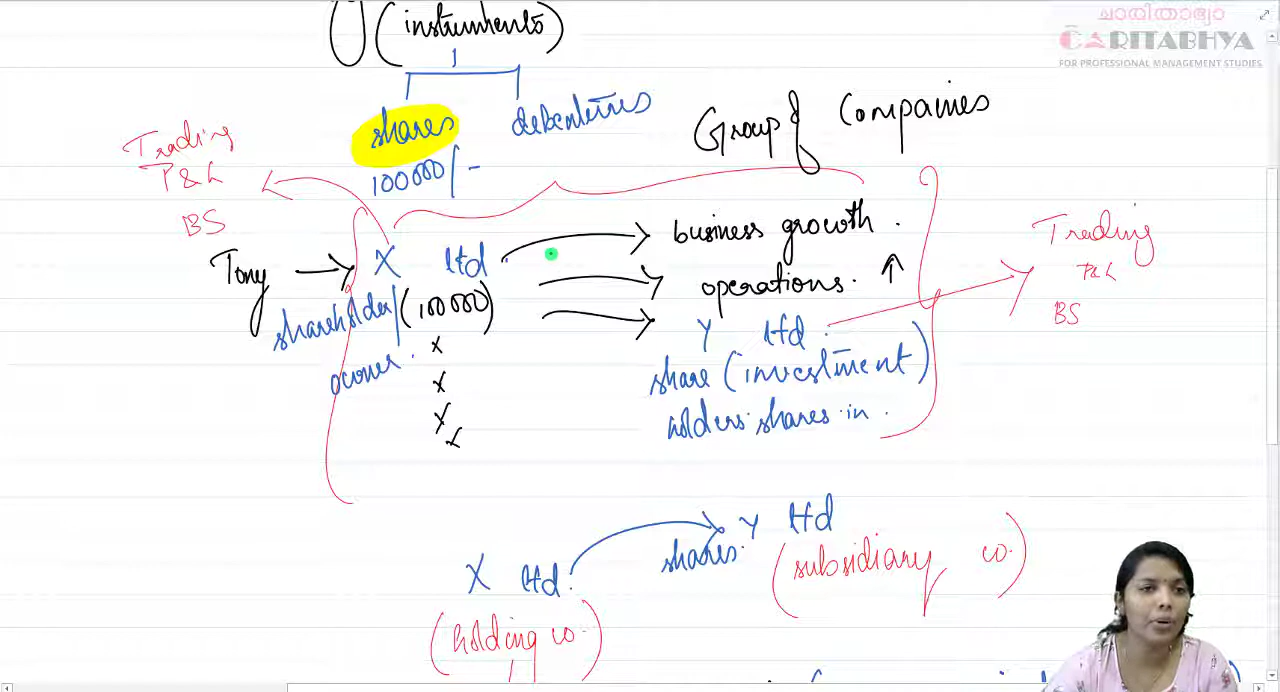 ചാരിതാഭ്യാ
CARITABHYA
FOR PROFESSIONAL MANAGEMENT STUDIES
(instruments)
shares
debentures
100000/-
Group of Companies
Trading
P&L
BS
Tony → X ltd
shareholder/
owner.
(100000)
x
x
x
x
business growth.
operations. ↑
Y ltd.
share (investment)
holders shares in.
Trading
P&L
BS
X ltd.
(holding co.)
shares.
Y ltd
(subsidiary co.)